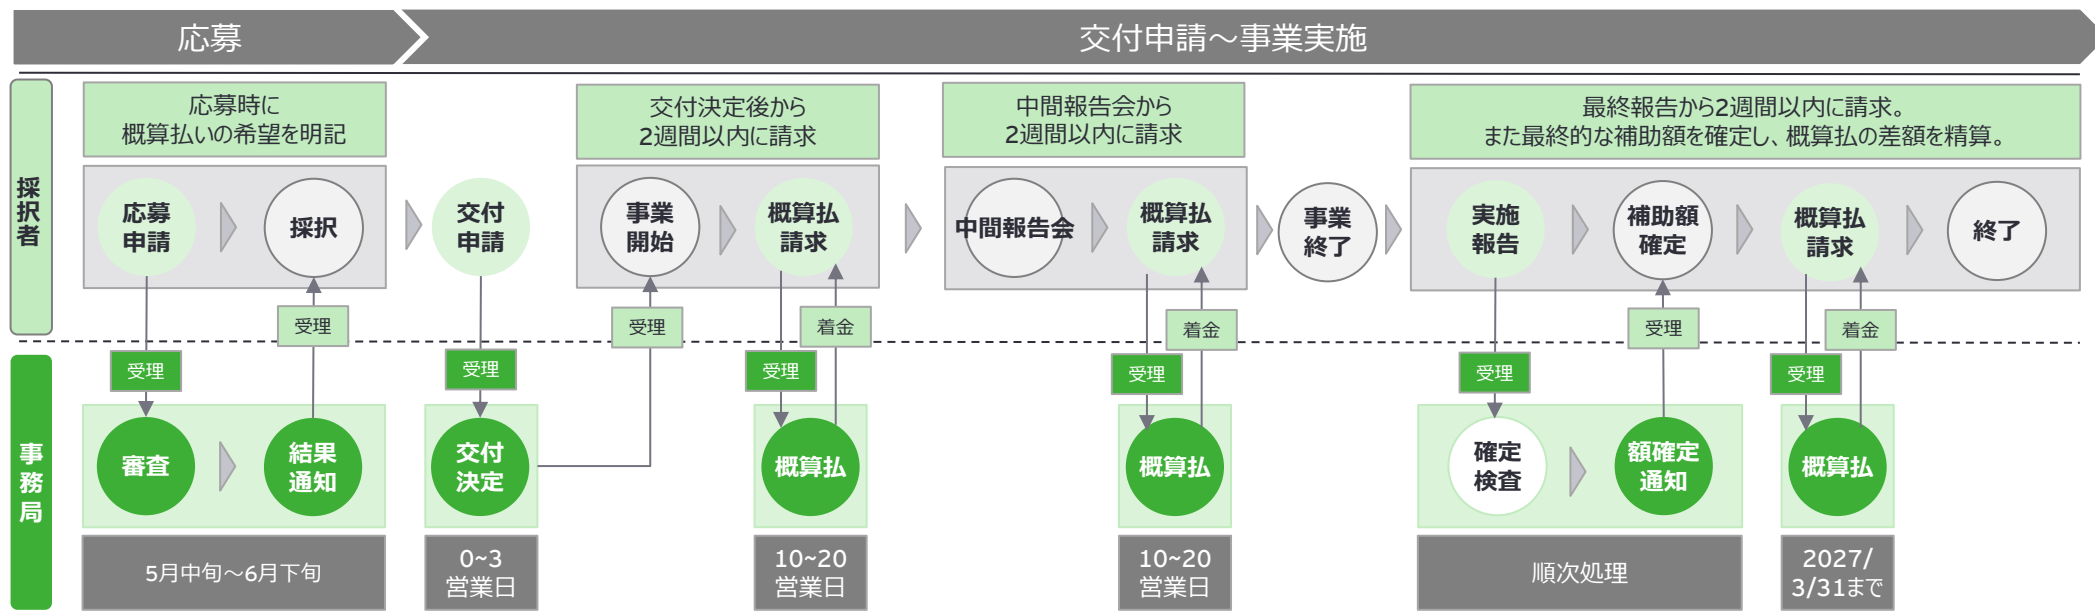 応募
交付申請～事業実施
採択者
応募時に
概算払いの希望を明記
交付決定後から
2週間以内に請求
中間報告会から
2週間以内に請求
最終報告から2週間以内に請求。
また最終的な補助額を確定し、概算払の差額を精算。
応募
申請
採択
交付
申請
事業
開始
概算払
請求
中間報告会
概算払
請求
事業
終了
実施
報告
補助額
確定
概算払
請求
終了
受理
受理
着金
着金
受理
着金
受理
受理
受理
受理
受理
受理
事務局
審査
結果
通知
交付
決定
概算払
概算払
確定
検査
額確定
通知
概算払
5月中旬～6月下旬
0~3
営業日
10~20
営業日
10~20
営業日
順次処理
2027/
3/31まで